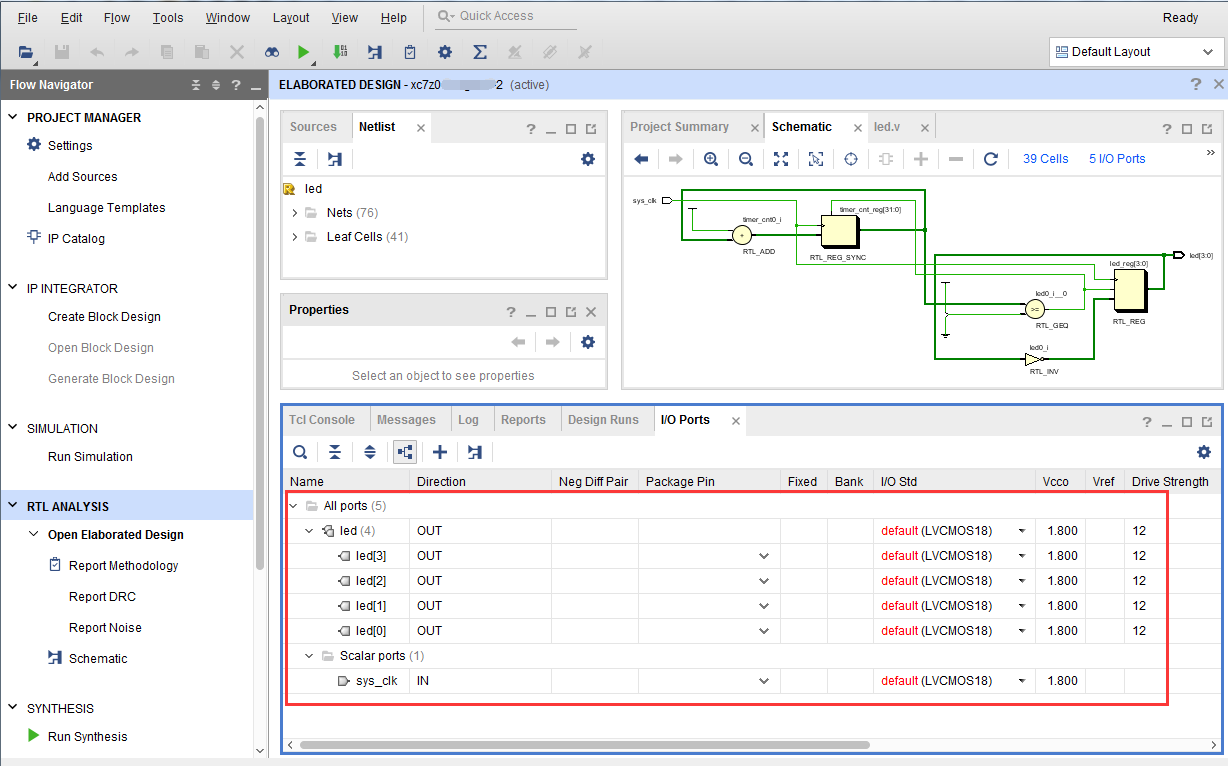 File Edit Flow Tools Window Layout View Help Quick Access Ready
Default Layout
Flow Navigator ? _
ELABORATED DESIGN - xc7z0 -2 (active) ? ×
PROJECT MANAGER
Settings
Add Sources
Language Templates
IP Catalog
IP INTEGRATOR
Create Block Design
Open Block Design
Generate Block Design
SIMULATION
Run Simulation
RTL ANALYSIS
Open Elaborated Design
Report Methodology
Report DRC
Report Noise
Schematic
SYNTHESIS
Run Synthesis
Sources Netlist × ?
led
Nets (76)
Leaf Cells (41)
Properties ? ×
Select an object to see properties
Project Summary × Schematic × led.v × ?
39 Cells 5 I/O Ports »
sys_clk
timer_cnt0_i
+
RTL_ADD
timer_cnt_reg[31:0]
RTL_REG_SYNC
led0_i__0
>=
RTL_GEQ
led0_i
RTL_INV
led_reg[3:0]
RTL_REG
led[3:0]
Tcl Console Messages Log Reports Design Runs I/O Ports × ?
Name Direction Neg Diff Pair Package Pin Fixed Bank I/O Std Vcco Vref Drive Strength
All ports (5)
led (4) OUT default (LVCMOS18) 1.800 12
led[3] OUT default (LVCMOS18) 1.800 12
led[2] OUT default (LVCMOS18) 1.800 12
led[1] OUT default (LVCMOS18) 1.800 12
led[0] OUT default (LVCMOS18) 1.800 12
Scalar ports (1)
sys_clk IN default (LVCMOS18) 1.800